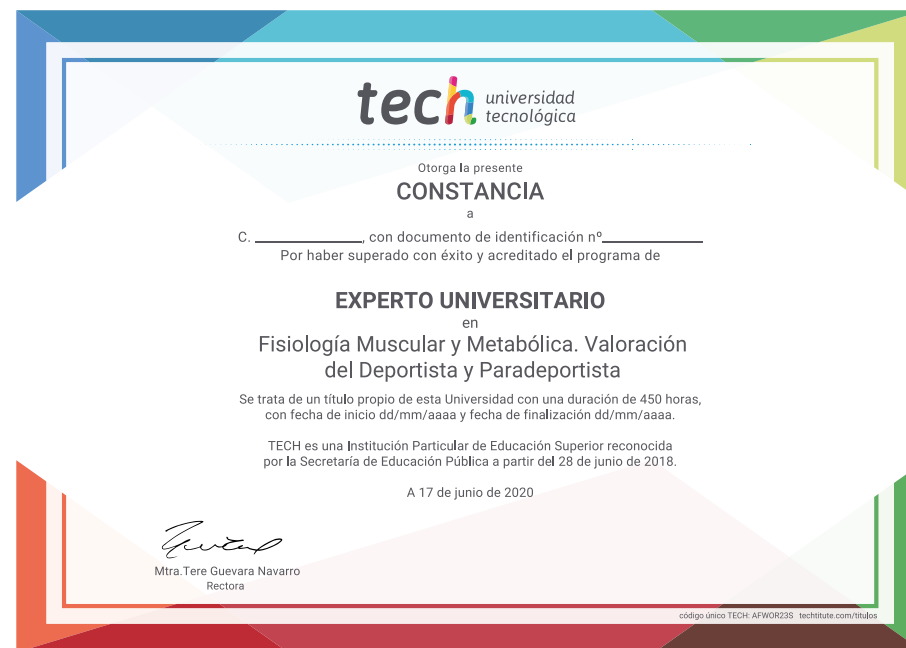 tech universidad
tecnológica
Otorga la presente
CONSTANCIA
a
C. ____________, con documento de identificación nº____________
Por haber superado con éxito y acreditado el programa de
EXPERTO UNIVERSITARIO
en
Fisiología Muscular y Metabólica. Valoración
del Deportista y Paradeportista
Se trata de un título propio de esta Universidad con una duración de 450 horas,
con fecha de inicio dd/mm/aaaa y fecha de finalización dd/mm/aaaa.
TECH es una Institución Particular de Educación Superior reconocida
por la Secretaría de Educación Pública a partir del 28 de junio de 2018.
A 17 de junio de 2020
Mtra.Tere Guevara Navarro
Rectora
código único TECH: AFWOR23S techtitute.com/titulos